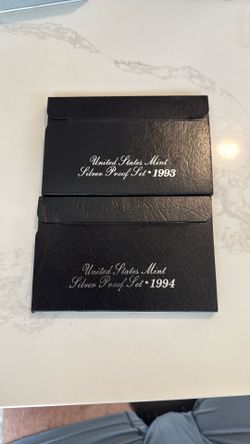 United States Mint
Silver Proof Set • 1993
United States Mint
Silver Proof Set • 1994